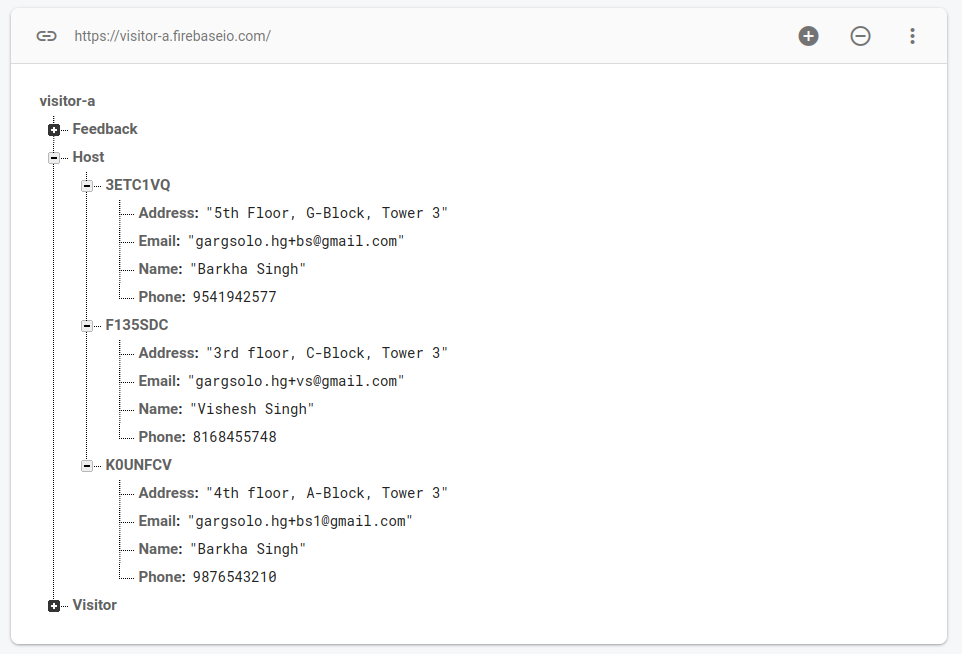 https://visitor-a.firebaseio.com/
visitor-a
Feedback
Host
3ETC1VQ
Address: "5th Floor, G-Block, Tower 3"
Email: "gargsolo.hg+bs@gmail.com"
Name: "Barkha Singh"
Phone: 9541942577
F135SDC
Address: "3rd floor, C-Block, Tower 3"
Email: "gargsolo.hg+vs@gmail.com"
Name: "Vishesh Singh"
Phone: 8168455748
K0UNFCV
Address: "4th floor, A-Block, Tower 3"
Email: "gargsolo.hg+bs1@gmail.com"
Name: "Barkha Singh"
Phone: 9876543210
Visitor